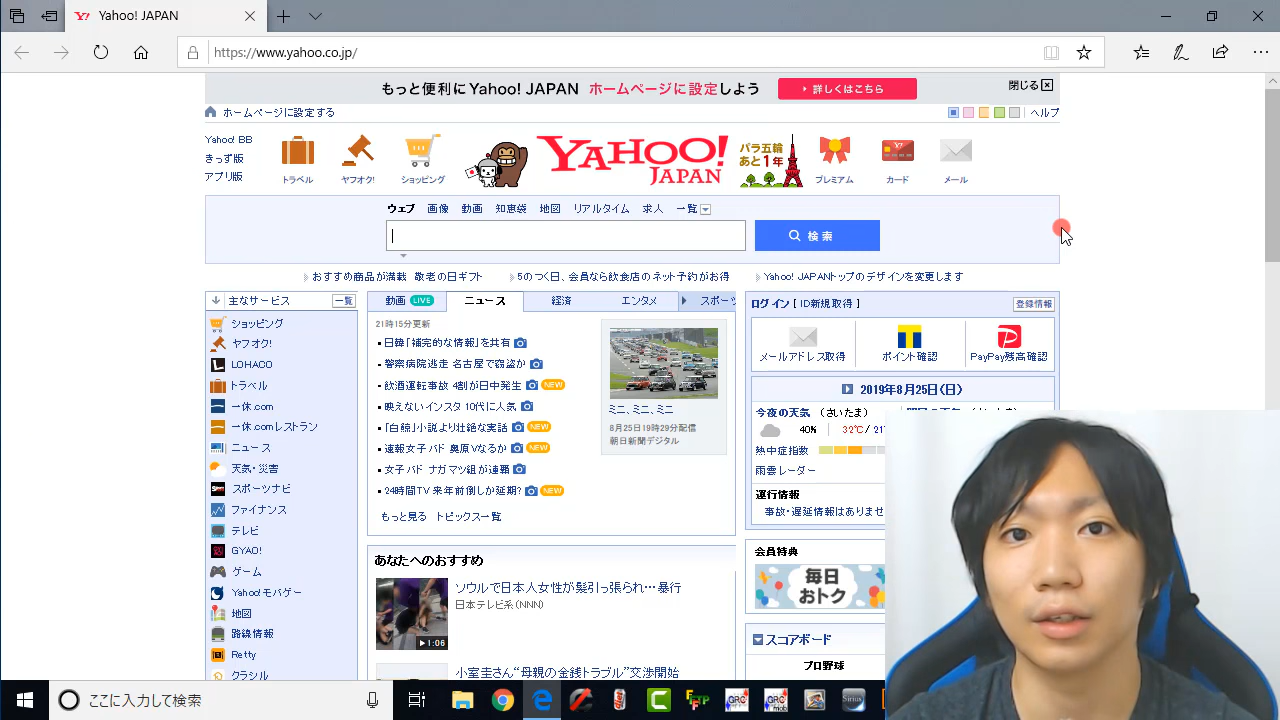 Yahoo! JAPAN
https://www.yahoo.co.jp/
もっと便利にYahoo! JAPAN ホームページに設定しよう
詳しくはこちら
閉じる
ホームページに設定する
ヘルプ
Yahoo! BB
きっず版
アプリ版
トラベル
ヤフオク!
ショッピング
YAHOO!
JAPAN
パラ五輪
あと1年
プレミアム
カード
メール
ウェブ 画像 動画 知恵袋 地図 リアルタイム 求人 一覧
検索
おすすめ商品が満載 敬老の日ギフト
5のつく日、会員なら飲食店のネット予約がお得
Yahoo! JAPANトップのデザインを変更します
主なサービス 一覧
ショッピング
ヤフオク!
LOHACO
トラベル
一休.com
一休.comレストラン
ニュース
天気・災害
スポーツナビ
ファイナンス
テレビ
GYAO!
ゲーム
Yahoo!モバゲー
地図
路線情報
Retty
クラシル
動画 LIVE ニュース 経済 エンタメ スポーツ
21時15分更新
日韓「補完的な情報」を共有
警察病院逃走 名古屋で窃盗か
飲酒運転事故 4割が日中発生 NEW
映えないインスタ 10代に人気
「白鯨」小説より壮絶な実話 NEW
速報女子バド 奥原Vなるか NEW
女子バド ナガマツ組が連覇
24時間TV 来年前倒しか延期? NEW
もっと見る トピックス一覧
ミニ、ミニ、ミニ
8月25日19時29分配信
朝日新聞デジタル
あなたへのおすすめ
ソウルで日本人女性が髪引っ張られ…暴行
日本テレビ系(NNN)
1:06
小室圭さん“母親の金銭トラブル”交渉開始
ログイン [ ID新規取得 ]
登録情報
メールアドレス取得
ポイント確認
PayPay残高確認
2019年8月25日(日)
今夜の天気 (さいたま)
40% 32℃/
熱中症指数
雨雲レーダー
運行情報
事故・遅延情報はありませ
会員特典
毎日
おトク
スコアボード
プロ野球
ここに入力して検索
FFFTP
GRC
GRC
mob
Sirius